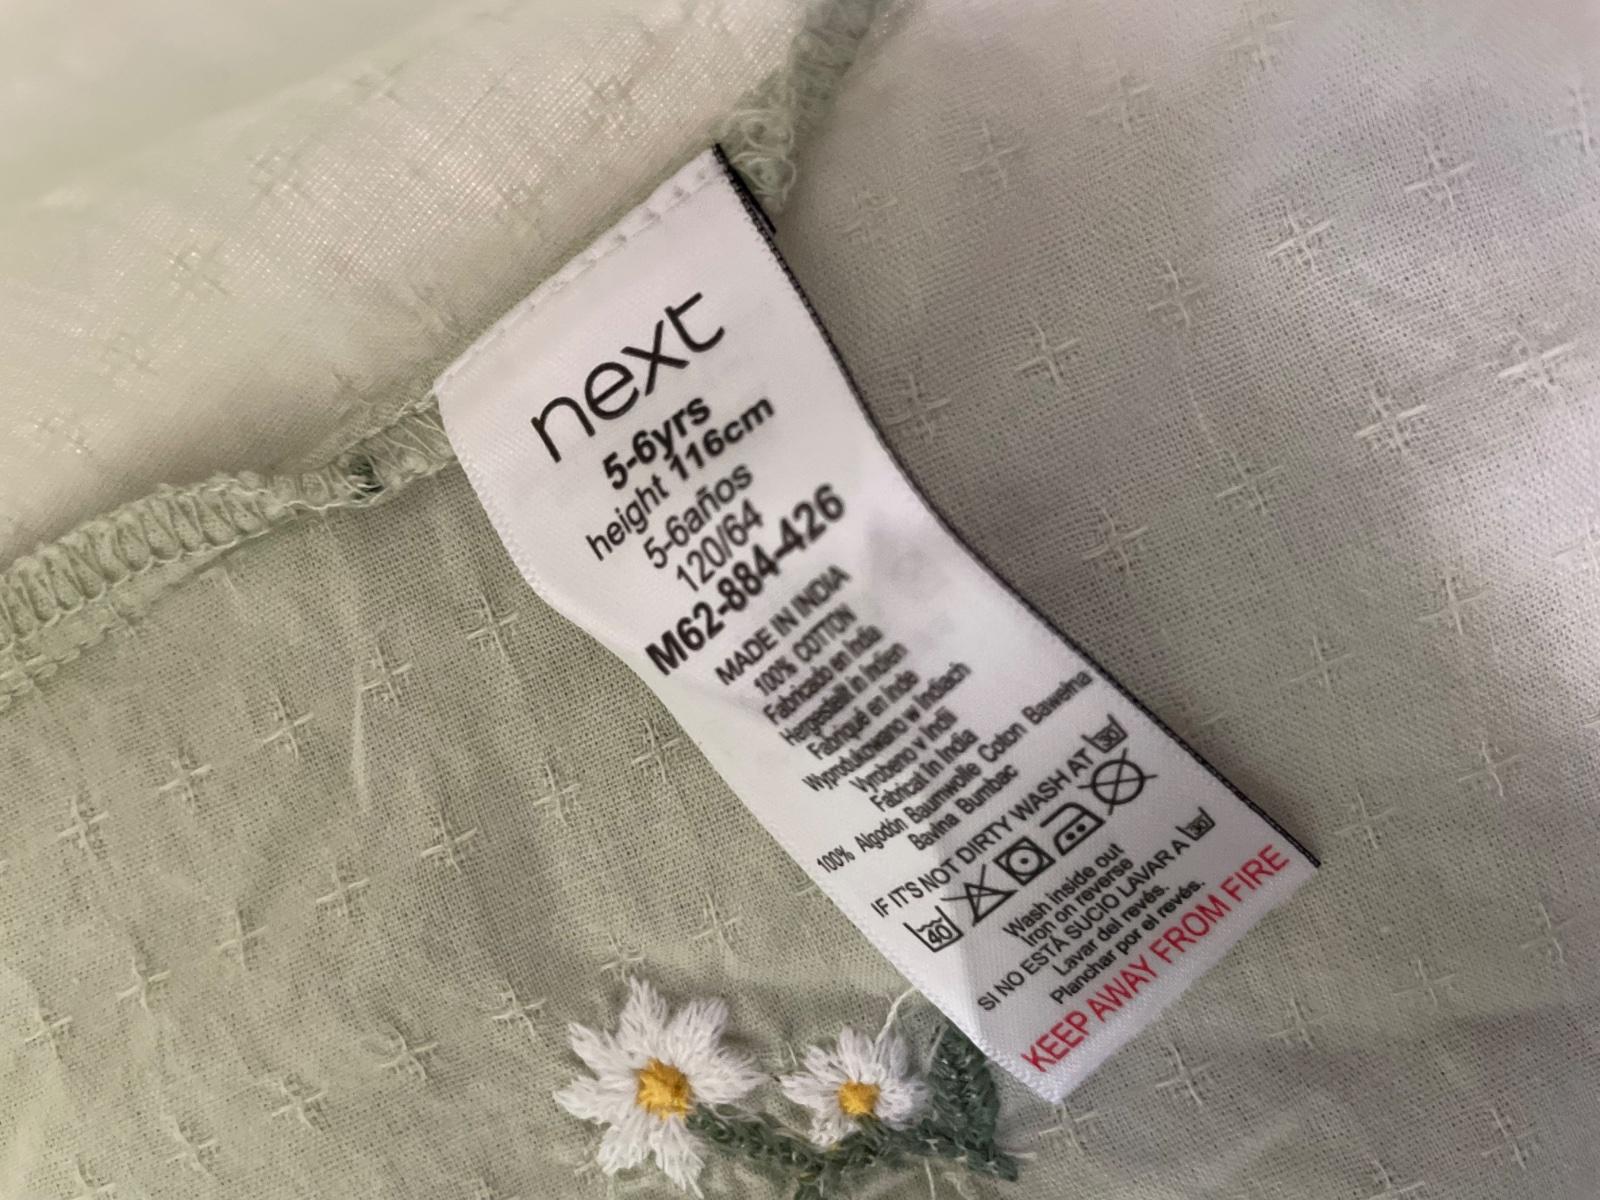 next
5-6yrs
height 116cm
5-6años
120/64
M62-884-426
MADE IN INDIA
100% COTTON
Fabricado en India
Hergestellt in Indien
Fabriqué en Inde
Wyprodukowano w Indiach
Vyrobeno v Indii
Fabricat în India
100% Algodón Baumwolle Coton Bawełna
Bavlna Bumbac
IF IT'S NOT DIRTY WASH AT 30
40
Wash inside out
Iron on reverse
SI NO ESTÁ SUCIO LAVAR A 30
Lavar del revés.
Planchar por el revés.
KEEP AWAY FROM FIRE